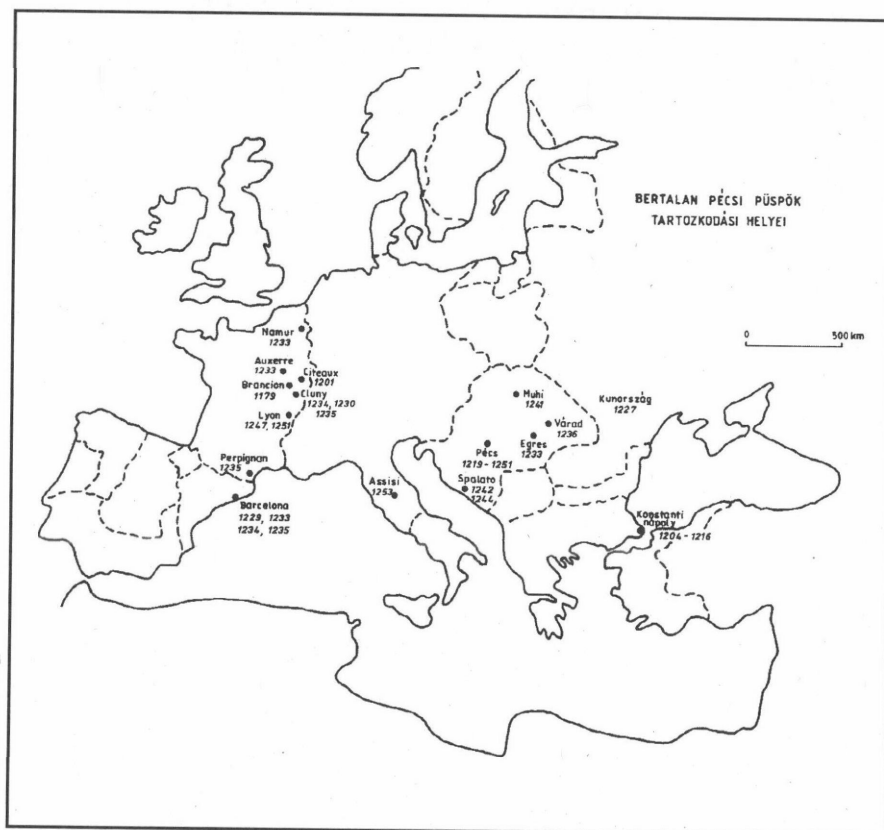 BERTALAN PÉCSI PÜSPÖK
TARTOZKODÁSI HELYEI
0 500 km
Namur
1233
Auxerre
1233
Citeaux
1201
Brancion
1179
Cluny
1234, 1230
1235
Lyon
1247, 1251
Perpignan
1235
Barcelona
1229, 1233
1234, 1235
Assisi
1253
Muhi
1241
Kunország
1227
Várad
1236
Egres
1233
Pécs
1219 - 1251
Spalato
1242
1244
Konstanti
nápoly
1204 - 1216